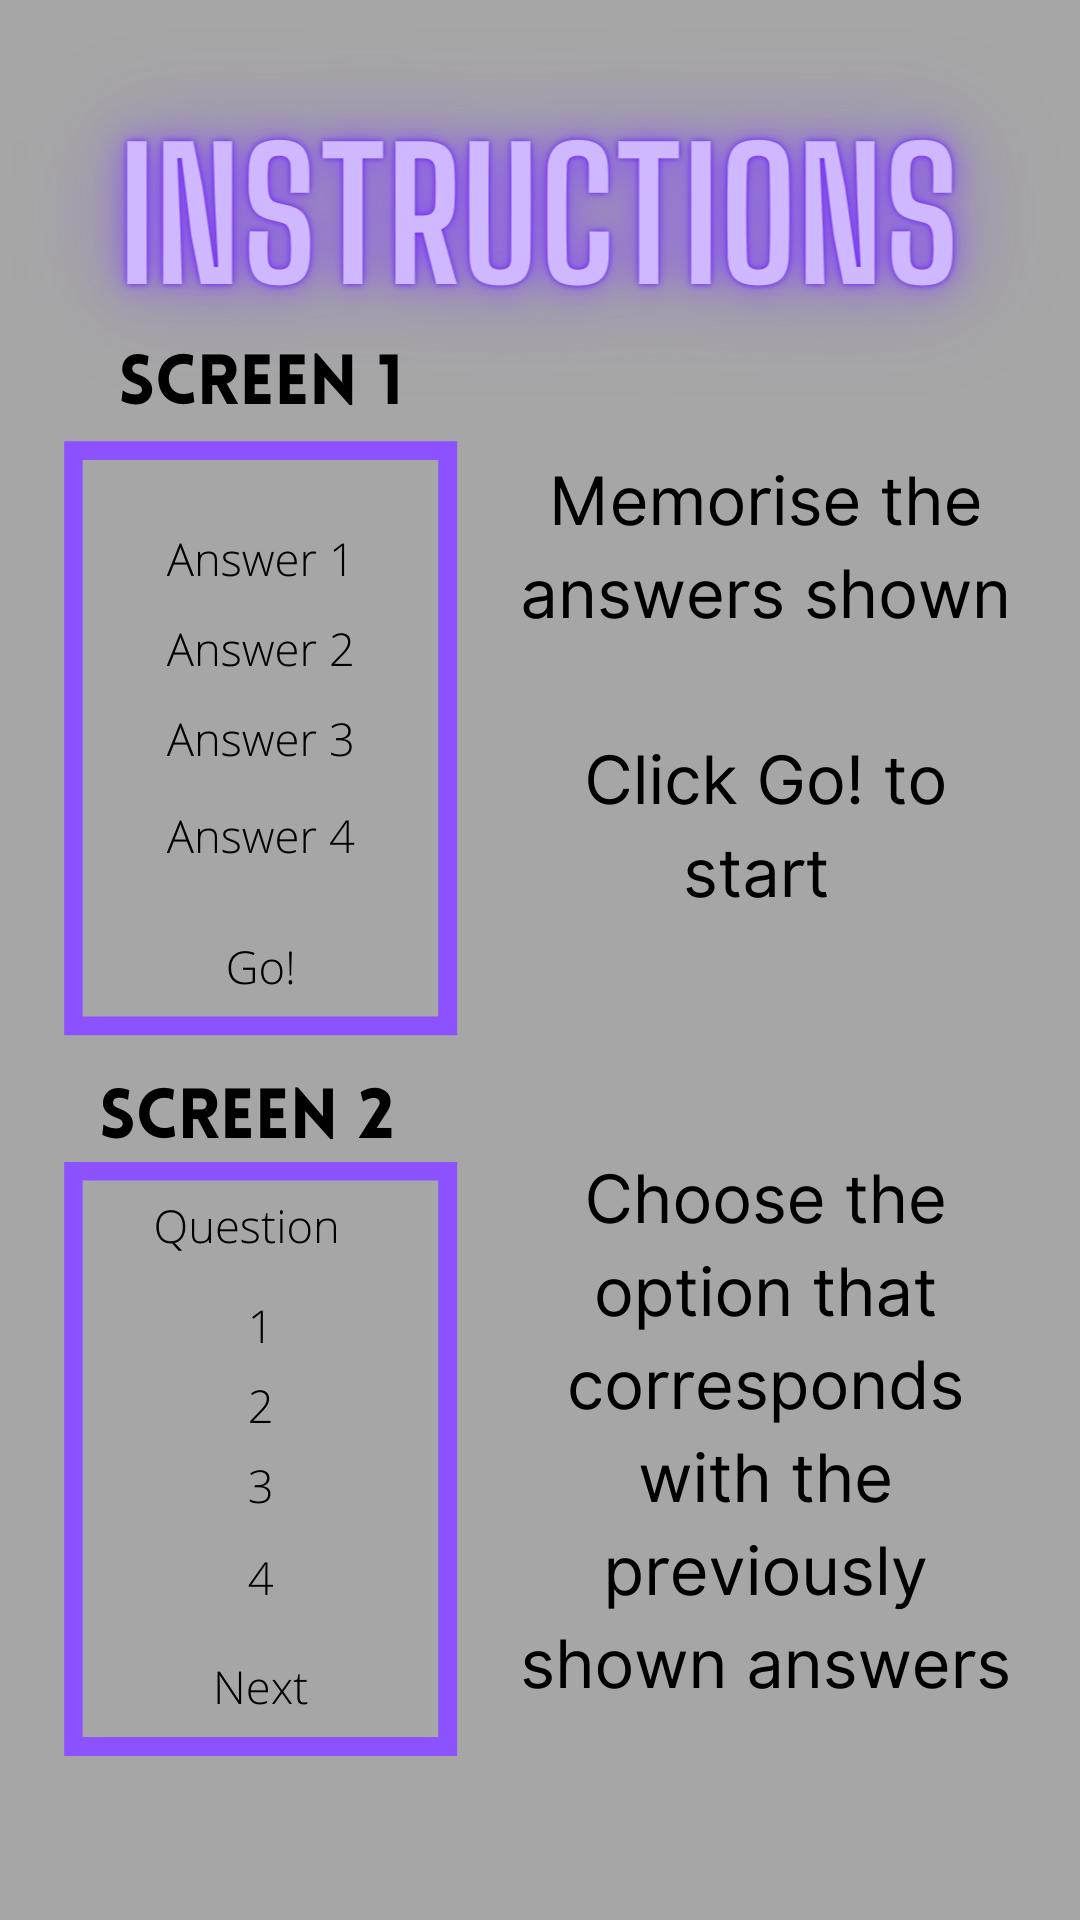 INSTRUCTIONS
SCREEN 1
Answer 1
Answer 2
Answer 3
Answer 4
Go!
Memorise the
answers shown
Click Go! to
start
SCREEN 2
Question
1
2
3
4
Next
Choose the
option that
corresponds
with the
previously
shown answers